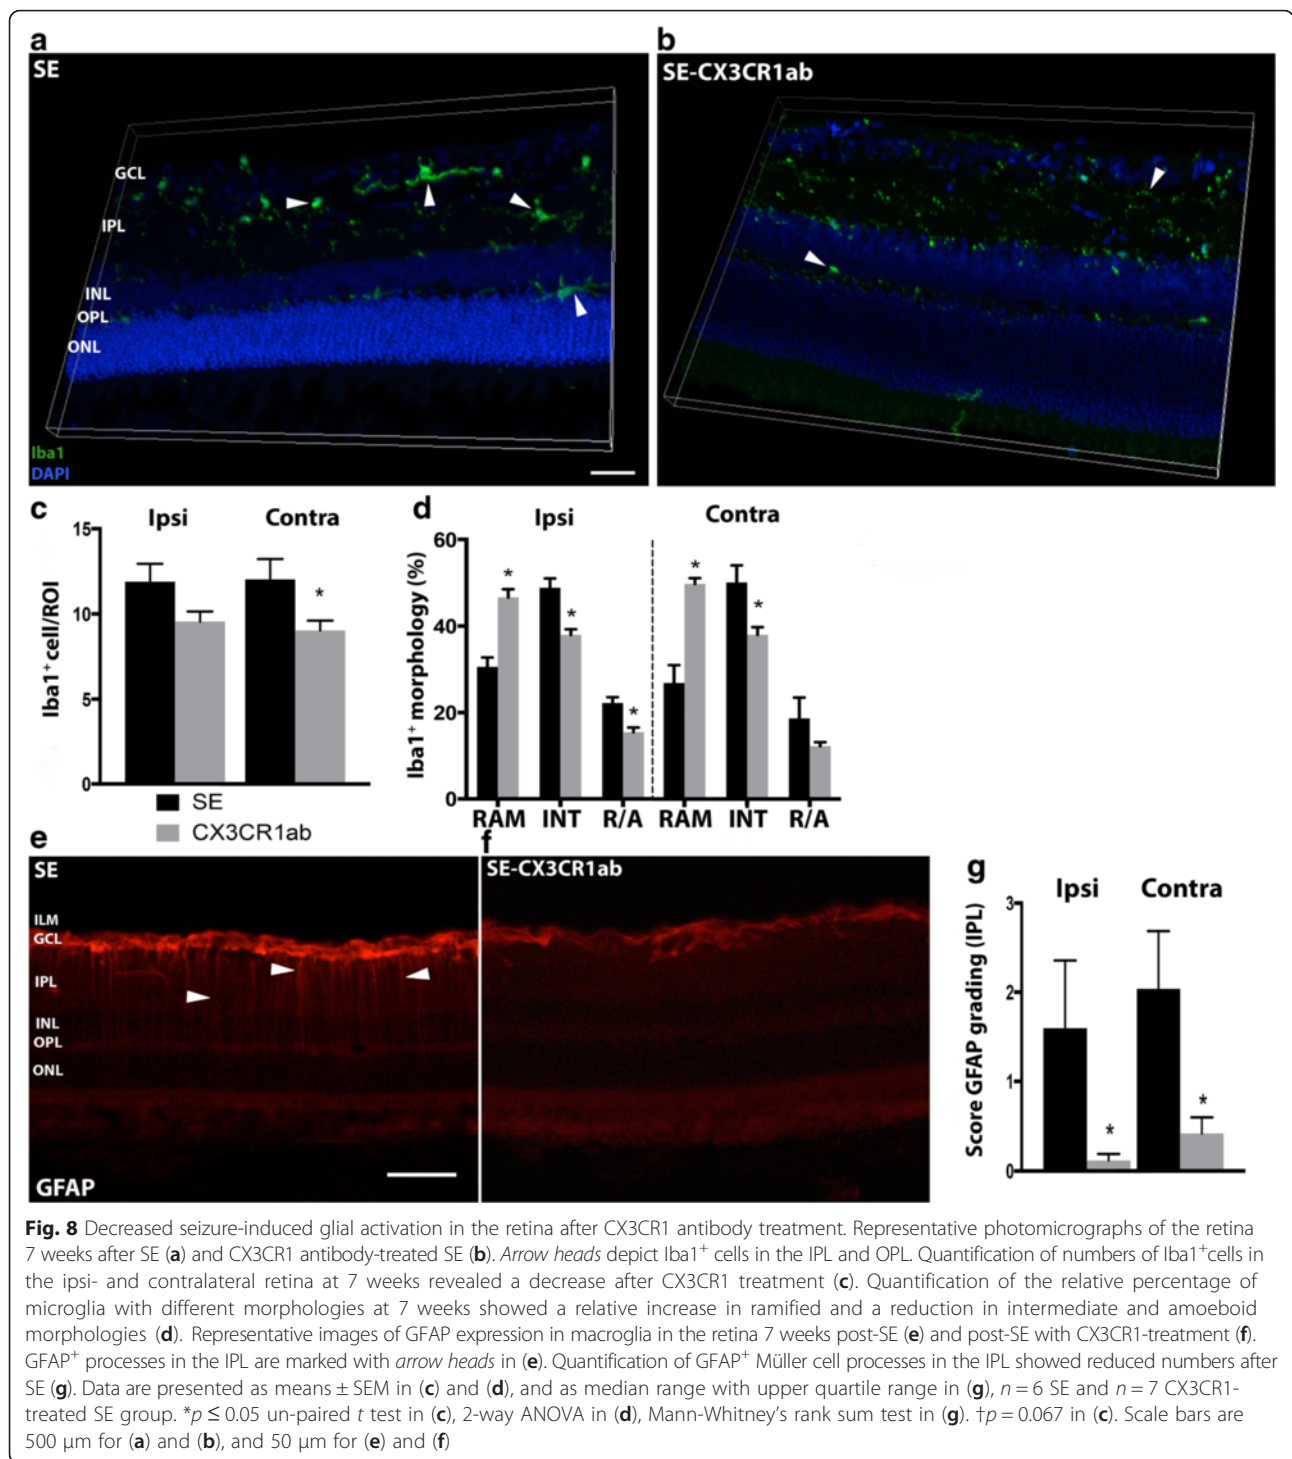 a
SE
GCL
IPL
INL
OPL
ONL
Iba1
DAPI
b
SE-CX3CR1ab
c
Ipsi Contra
Iba1⁺ cell/ROI
15
10
5
0
*
SE
CX3CR1ab
d
Ipsi Contra
Iba1⁺ morphology (%)
60
40
20
0
* * * * *
RAM INT R/A RAM INT R/A
e
SE
ILM
GCL
IPL
INL
OPL
ONL
GFAP
f
SE-CX3CR1ab
g
Ipsi Contra
Score GFAP grading (IPL)
3
2
1
0
* *
Fig. 8 Decreased seizure-induced glial activation in the retina after CX3CR1 antibody treatment. Representative photomicrographs of the retina
7 weeks after SE (a) and CX3CR1 antibody-treated SE (b). Arrow heads depict Iba1⁺ cells in the IPL and OPL. Quantification of numbers of Iba1⁺cells in
the ipsi- and contralateral retina at 7 weeks revealed a decrease after CX3CR1 treatment (c). Quantification of the relative percentage of
microglia with different morphologies at 7 weeks showed a relative increase in ramified and a reduction in intermediate and amoeboid
morphologies (d). Representative images of GFAP expression in macroglia in the retina 7 weeks post-SE (e) and post-SE with CX3CR1-treatment (f).
GFAP⁺ processes in the IPL are marked with arrow heads in (e). Quantification of GFAP⁺ Müller cell processes in the IPL showed reduced numbers after
SE (g). Data are presented as means ± SEM in (c) and (d), and as median range with upper quartile range in (g), n = 6 SE and n = 7 CX3CR1-
treated SE group. *p ≤ 0.05 un-paired t test in (c), 2-way ANOVA in (d), Mann-Whitney's rank sum test in (g). †p = 0.067 in (c). Scale bars are
500 μm for (a) and (b), and 50 μm for (e) and (f)